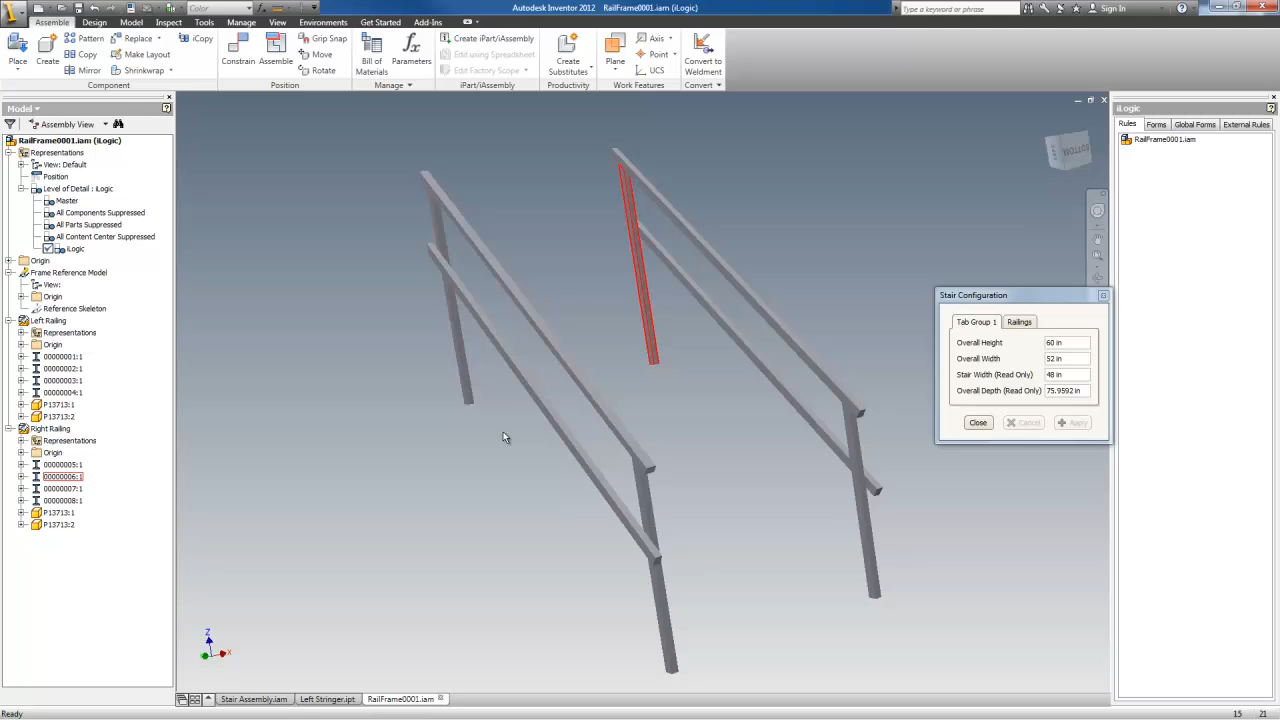 Color
Autodesk Inventor 2012 RailFrame0001.iam (iLogic)
Type a keyword or phrase
Sign In
Assemble Design Model Inspect Tools Manage View Environments Get Started Add-Ins
Place
Create
Pattern
Copy
Mirror
Replace
Make Layout
Shrinkwrap
iCopy
Component
Constrain
Assemble
Grip Snap
Move
Rotate
Position
Bill of
Materials
Parameters
Manage
Create iPart/iAssembly
Edit using Spreadsheet
Edit Factory Scope
iPart/iAssembly
Create
Substitutes
Productivity
Plane
Axis
Point
UCS
Work Features
Convert to
Weldment
Convert
Model
Assembly View
RailFrame0001.iam (iLogic)
Representations
View: Default
Position
Level of Detail : iLogic
Master
All Components Suppressed
All Parts Suppressed
All Content Center Suppressed
iLogic
Origin
Frame Reference Model
View:
Origin
Reference Skeleton
Left Railing
Representations
Origin
00000001:1
00000002:1
00000003:1
00000004:1
P13713:1
P13713:2
Right Railing
Representations
Origin
00000005:1
00000006:1
00000007:1
00000008:1
P13713:1
P13713:2
BOTTOM
Z
X
Stair Configuration
Tab Group 1 Railings
Overall Height 60 in
Overall Width 52 in
Stair Width (Read Only) 48 in
Overall Depth (Read Only) 75.9592 in
Close Cancel Apply
iLogic
Rules Forms Global Forms External Rules
RailFrame0001.iam
Stair Assembly.iam Left Stringer.ipt RailFrame0001.iam
Ready
15 21